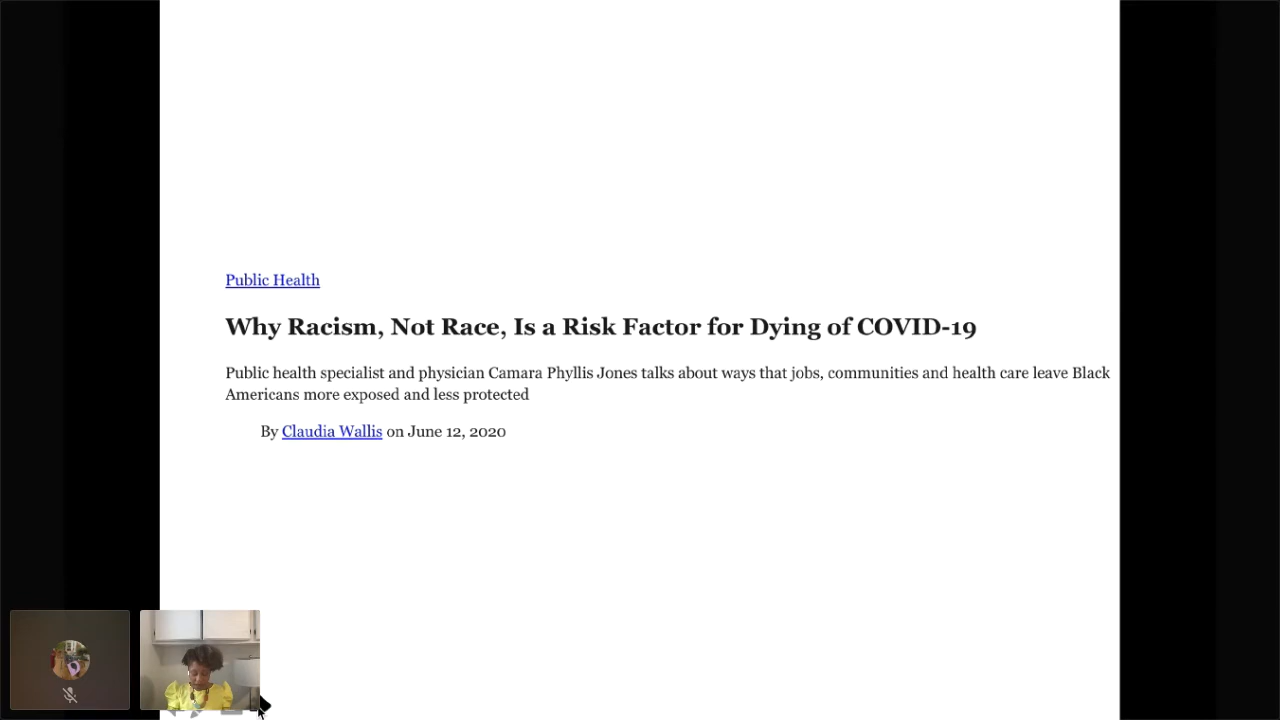 Public Health
Why Racism, Not Race, Is a Risk Factor for Dying of COVID-19
Public health specialist and physician Camara Phyllis Jones talks about ways that jobs, communities and health care leave Black
Americans more exposed and less protected
By Claudia Wallis on June 12, 2020